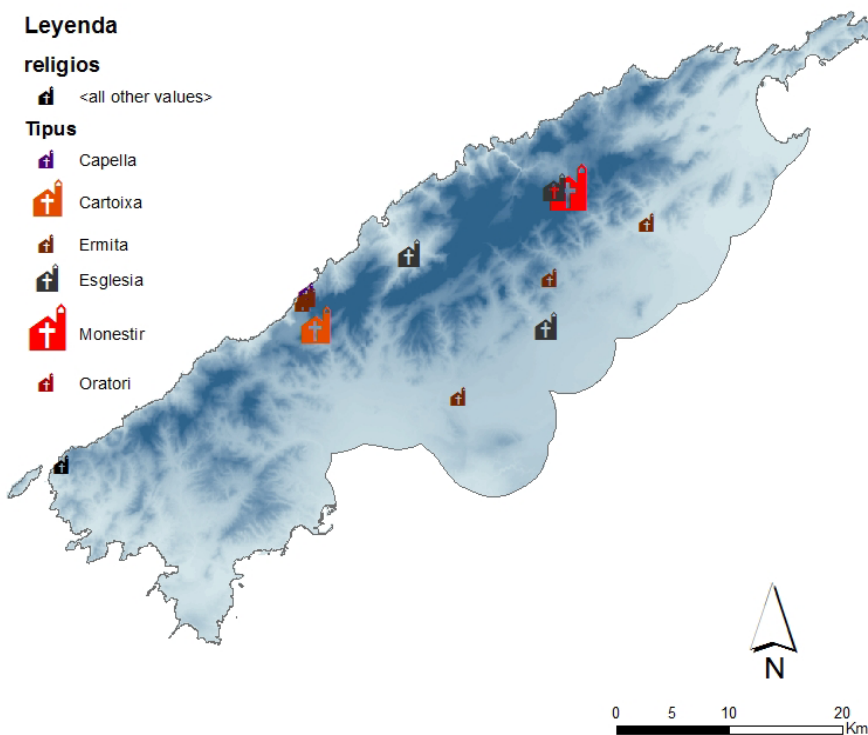 Leyenda
religios
<all other values>
Tipus
Capella
Cartoixa
Ermita
Esglesia
Monestir
Oratori
N
0 5 10 20
Km